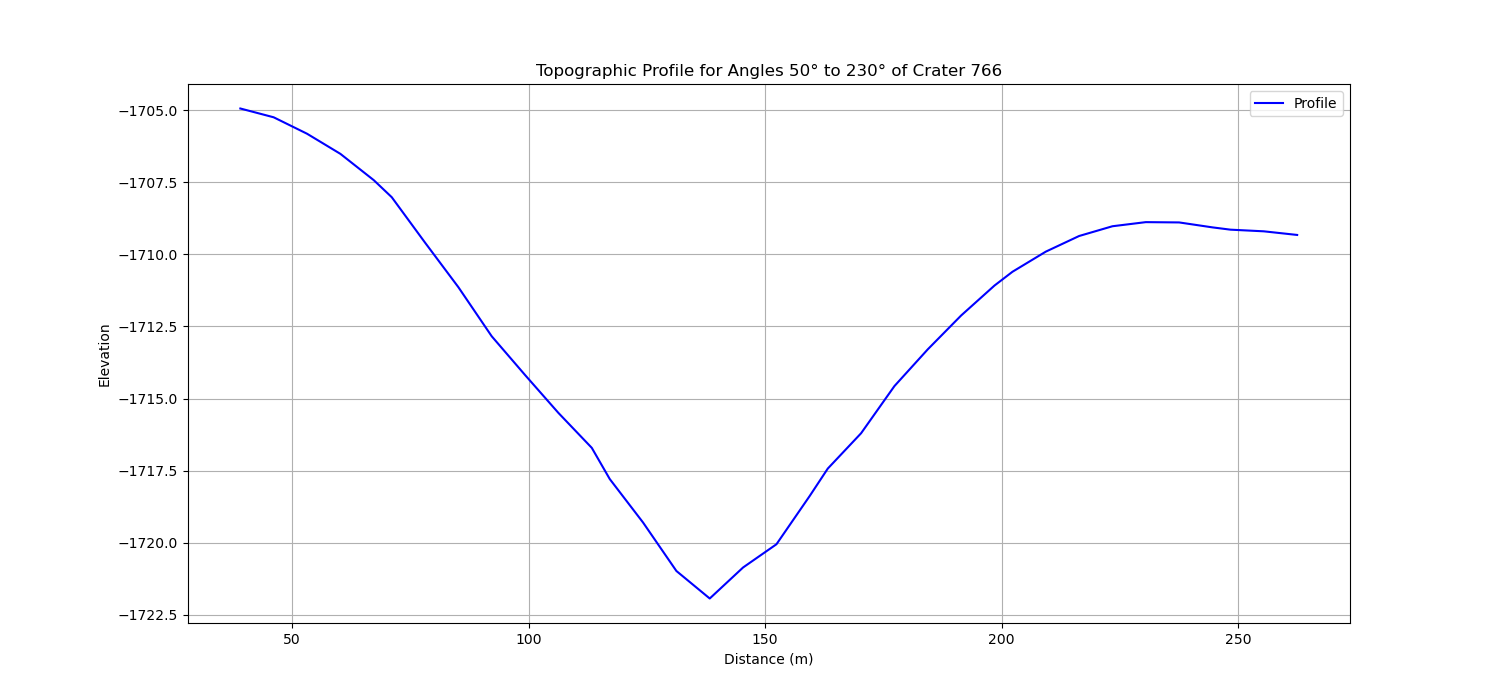 Topographic Profile for Angles 50° to 230° of Crater 766
Profile
Elevation
−1705.0
−1707.5
−1710.0
−1712.5
−1715.0
−1717.5
−1720.0
−1722.5
50 100 150 200 250
Distance (m)